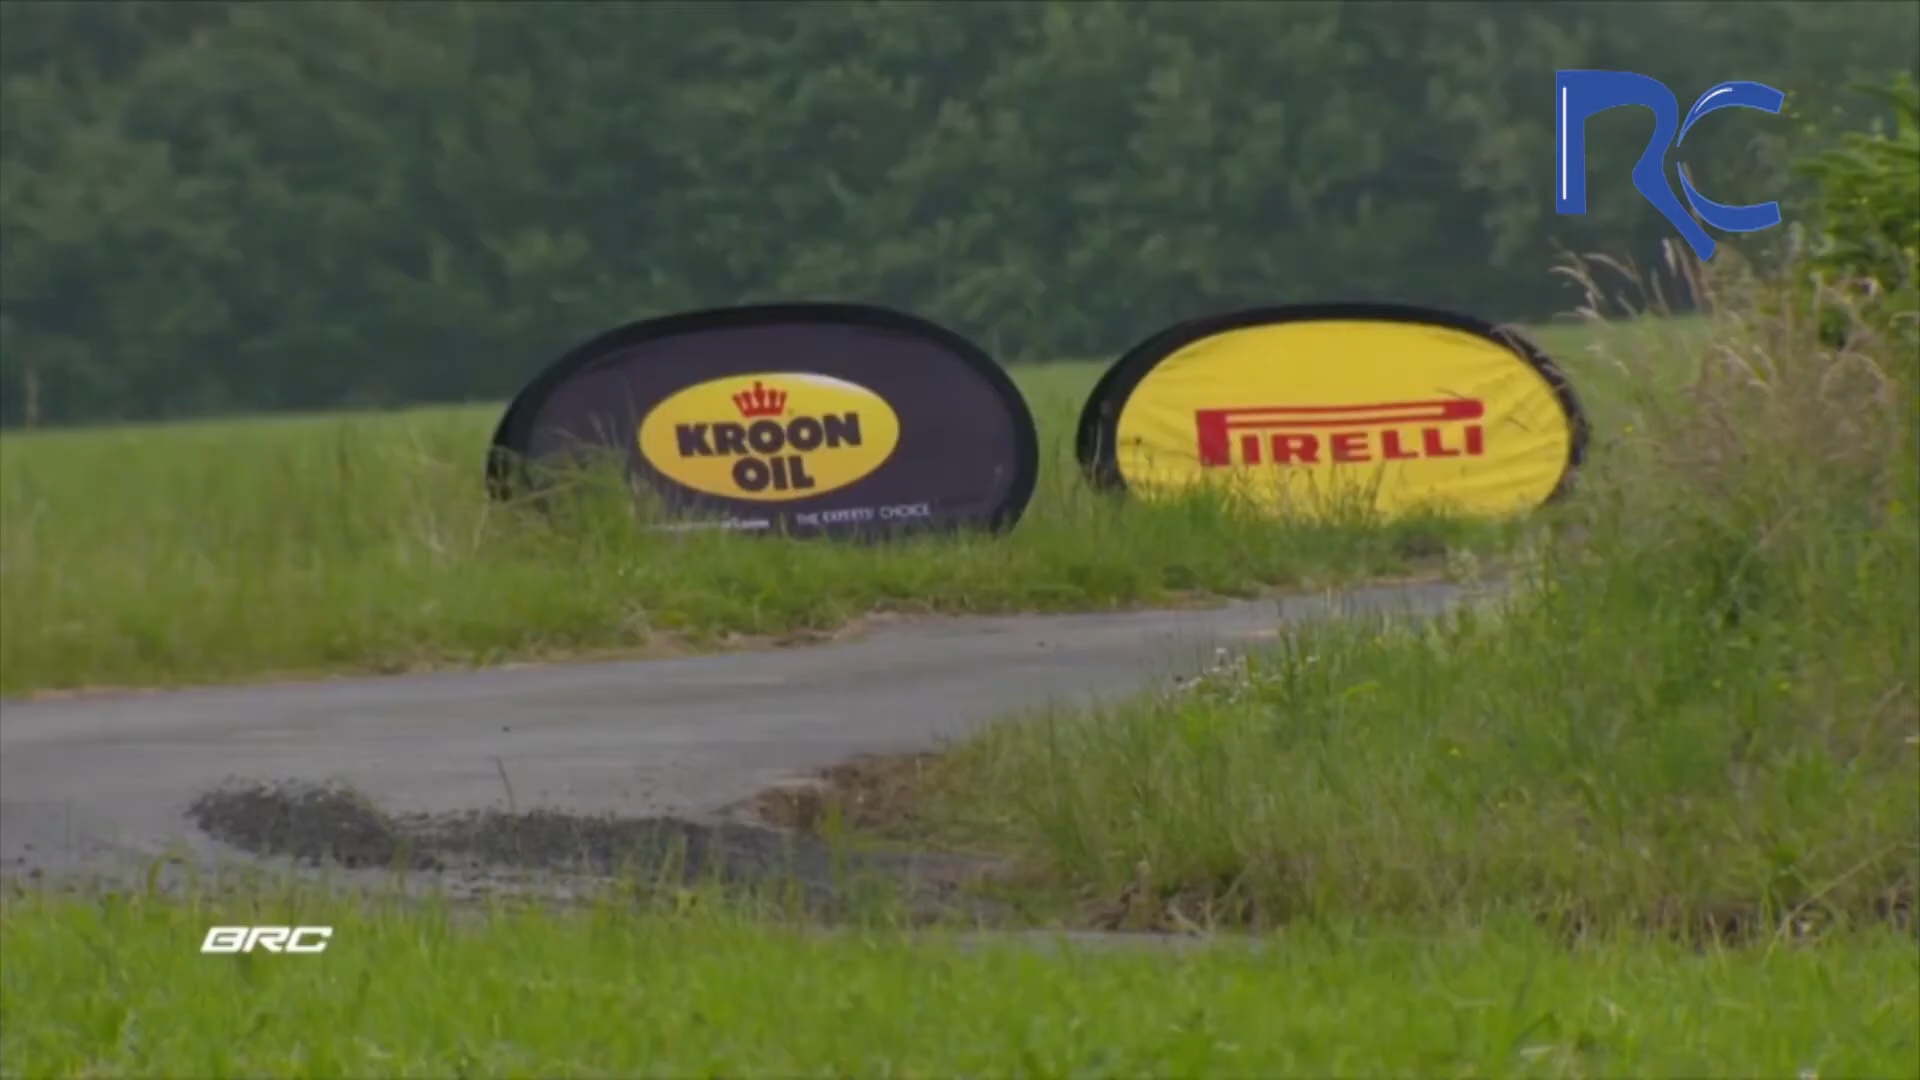 RC
KROON
OIL
THE EXPERTS' CHOICE
PIRELLI
BRC